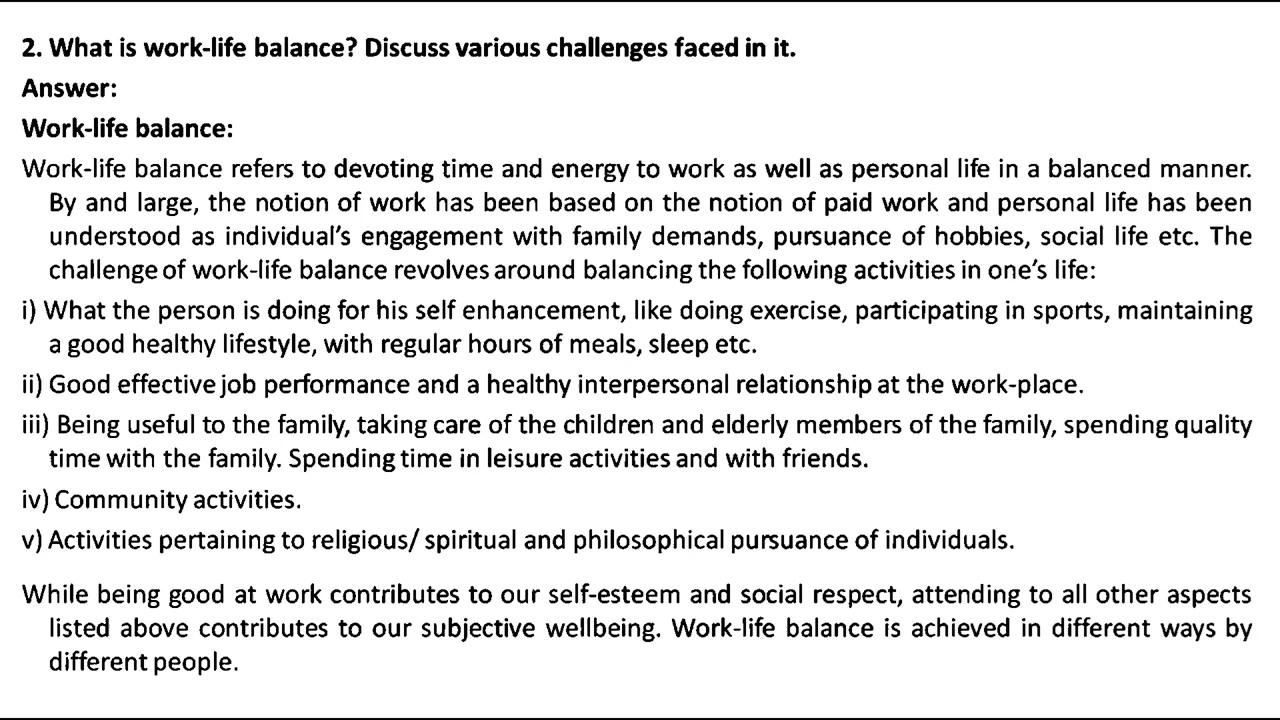 2. What is work-life balance? Discuss various challenges faced in it.
Answer:
Work-life balance:
Work-life balance refers to devoting time and energy to work as well as personal life in a balanced manner.
By and large, the notion of work has been based on the notion of paid work and personal life has been
understood as individual's engagement with family demands, pursuance of hobbies, social life etc. The
challenge of work-life balance revolves around balancing the following activities in one's life:
i) What the person is doing for his self enhancement, like doing exercise, participating in sports, maintaining
a good healthy lifestyle, with regular hours of meals, sleep etc.
ii) Good effective job performance and a healthy interpersonal relationship at the work-place.
iii) Being useful to the family, taking care of the children and elderly members of the family, spending quality
time with the family. Spending time in leisure activities and with friends.
iv) Community activities.
v) Activities pertaining to religious/ spiritual and philosophical pursuance of individuals.
While being good at work contributes to our self-esteem and social respect, attending to all other aspects
listed above contributes to our subjective wellbeing. Work-life balance is achieved in different ways by
different people.